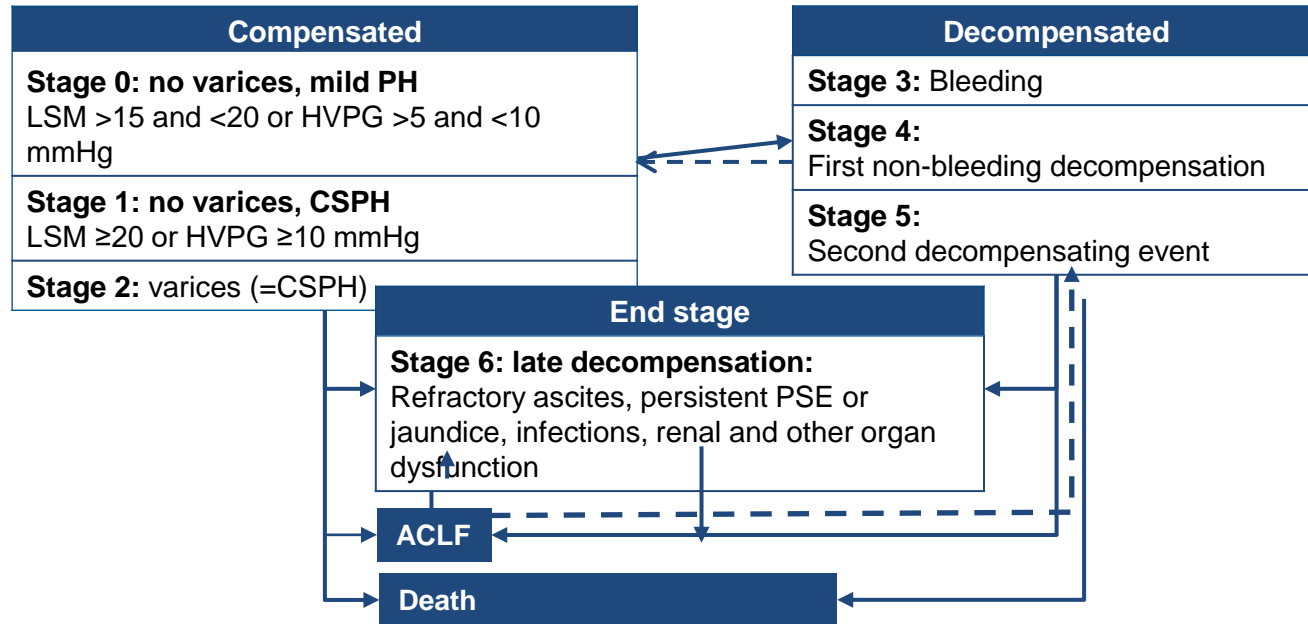 Compensated
Stage 0: no varices, mild PH
LSM >15 and <20 or HVPG >5 and <10
mmHg
Stage 1: no varices, CSPH
LSM ≥20 or HVPG ≥10 mmHg
Stage 2: varices (=CSPH)
Decompensated
Stage 3: Bleeding
Stage 4:
First non-bleeding decompensation
Stage 5:
Second decompensating event
End stage
Stage 6: late decompensation:
Refractory ascites, persistent PSE or
jaundice, infections, renal and other organ
dysfunction
ACLF
Death